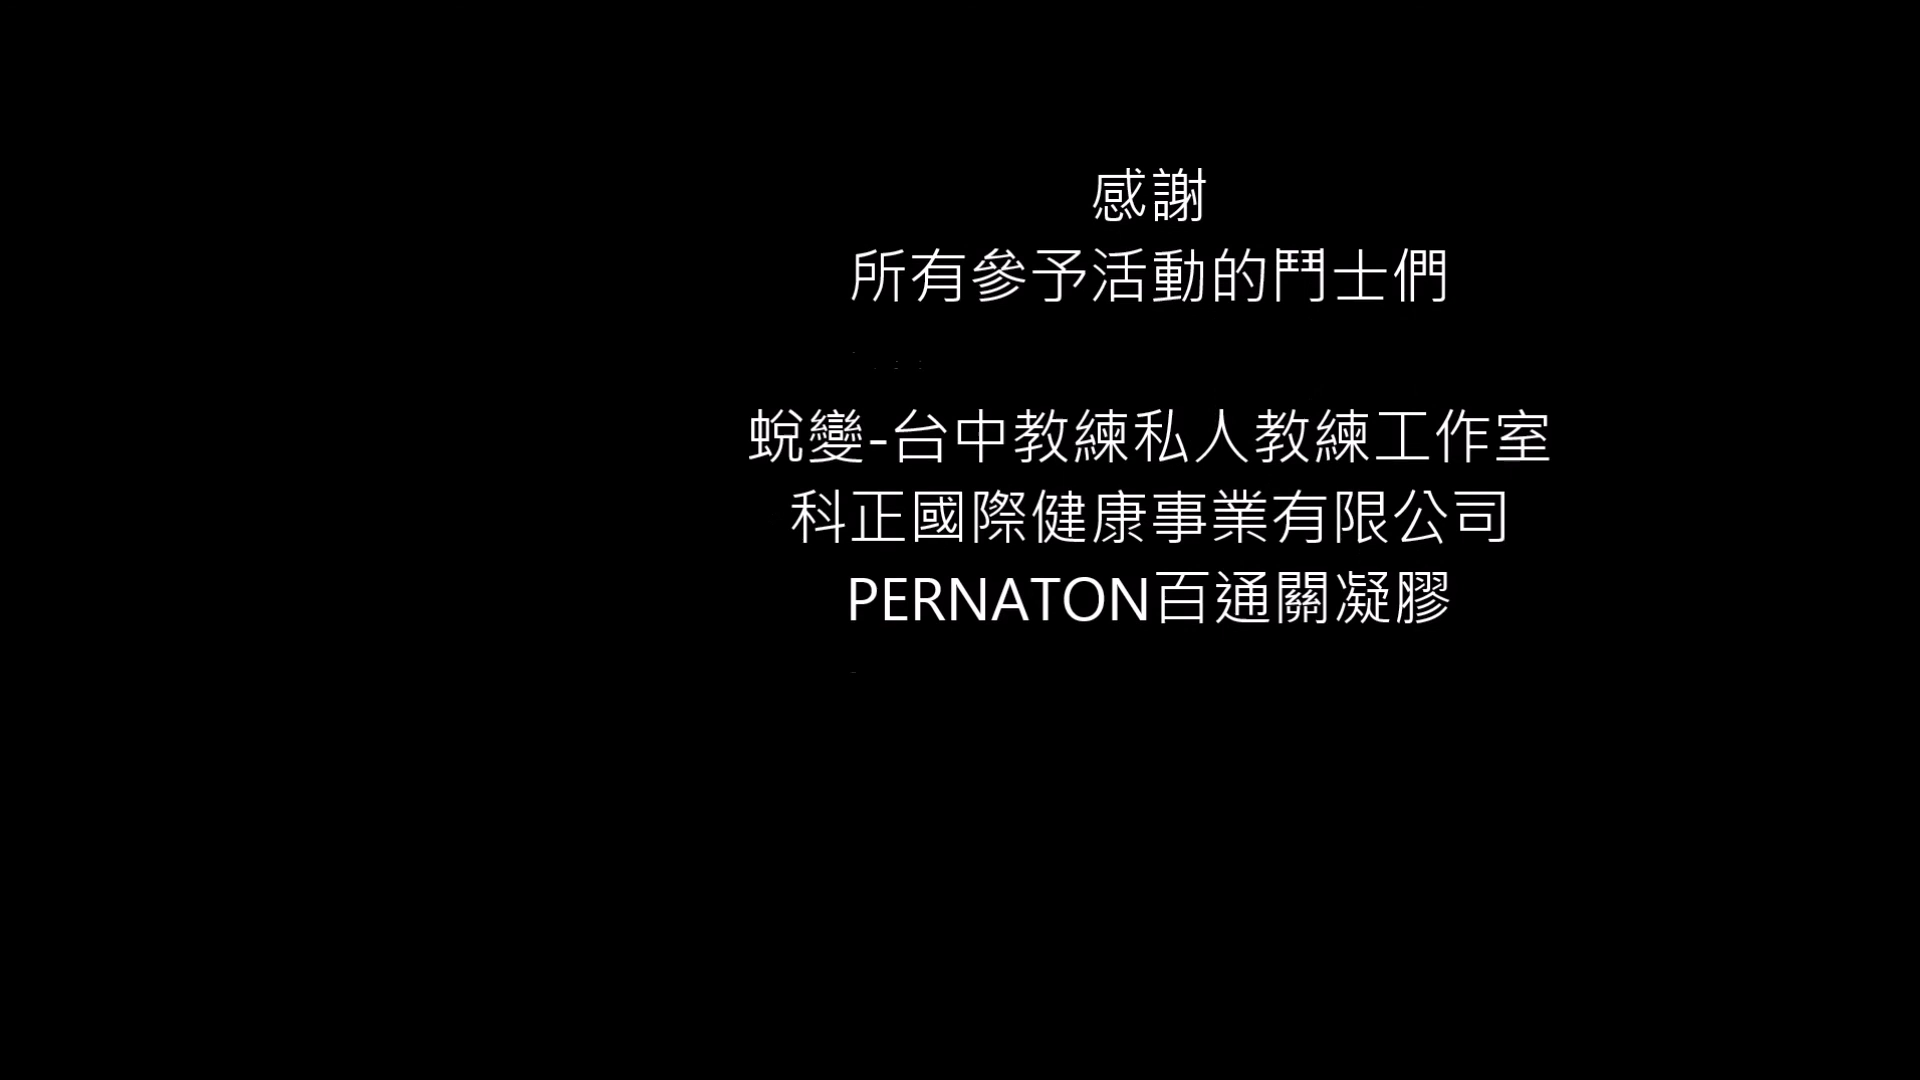 感謝
所有參予活動的鬥士們
蛻變-台中教練私人教練工作室
科正國際健康事業有限公司
PERNATON百通關凝膠